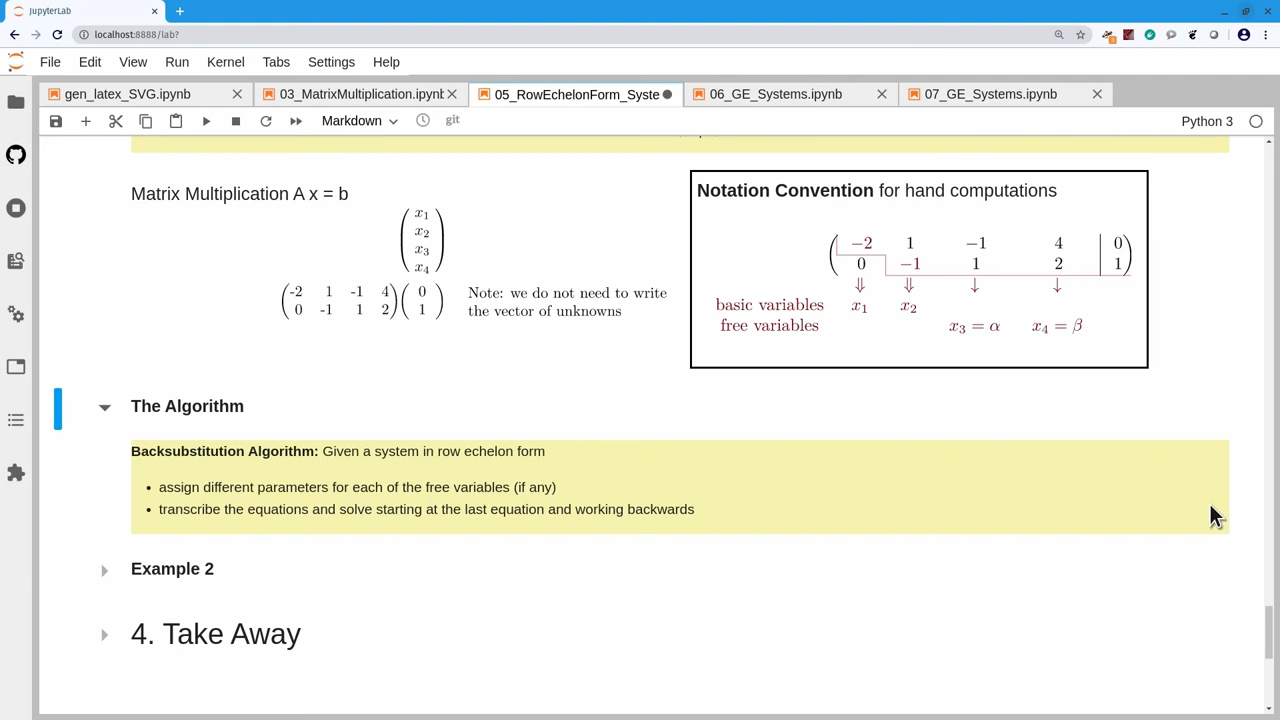 JupyterLab
localhost:8888/lab?
File Edit View Run Kernel Tabs Settings Help
gen_latex_SVG.ipynb 03_MatrixMultiplication.ipynb 05_RowEchelonForm_Syste 06_GE_Systems.ipynb 07_GE_Systems.ipynb
Markdown git Python 3
Matrix Multiplication A x = b
x1
x2
x3
x4
-2 1 -1 4 0
0 -1 1 2 1
Note: we do not need to write
the vector of unknowns
Notation Convention for hand computations
−2 1 −1 4 0
0 −1 1 2 1
⇓ ⇓ ↓ ↓
basic variables x1 x2
free variables x3 = α x4 = β
The Algorithm
Backsubstitution Algorithm: Given a system in row echelon form
• assign different parameters for each of the free variables (if any)
• transcribe the equations and solve starting at the last equation and working backwards
Example 2
4. Take Away